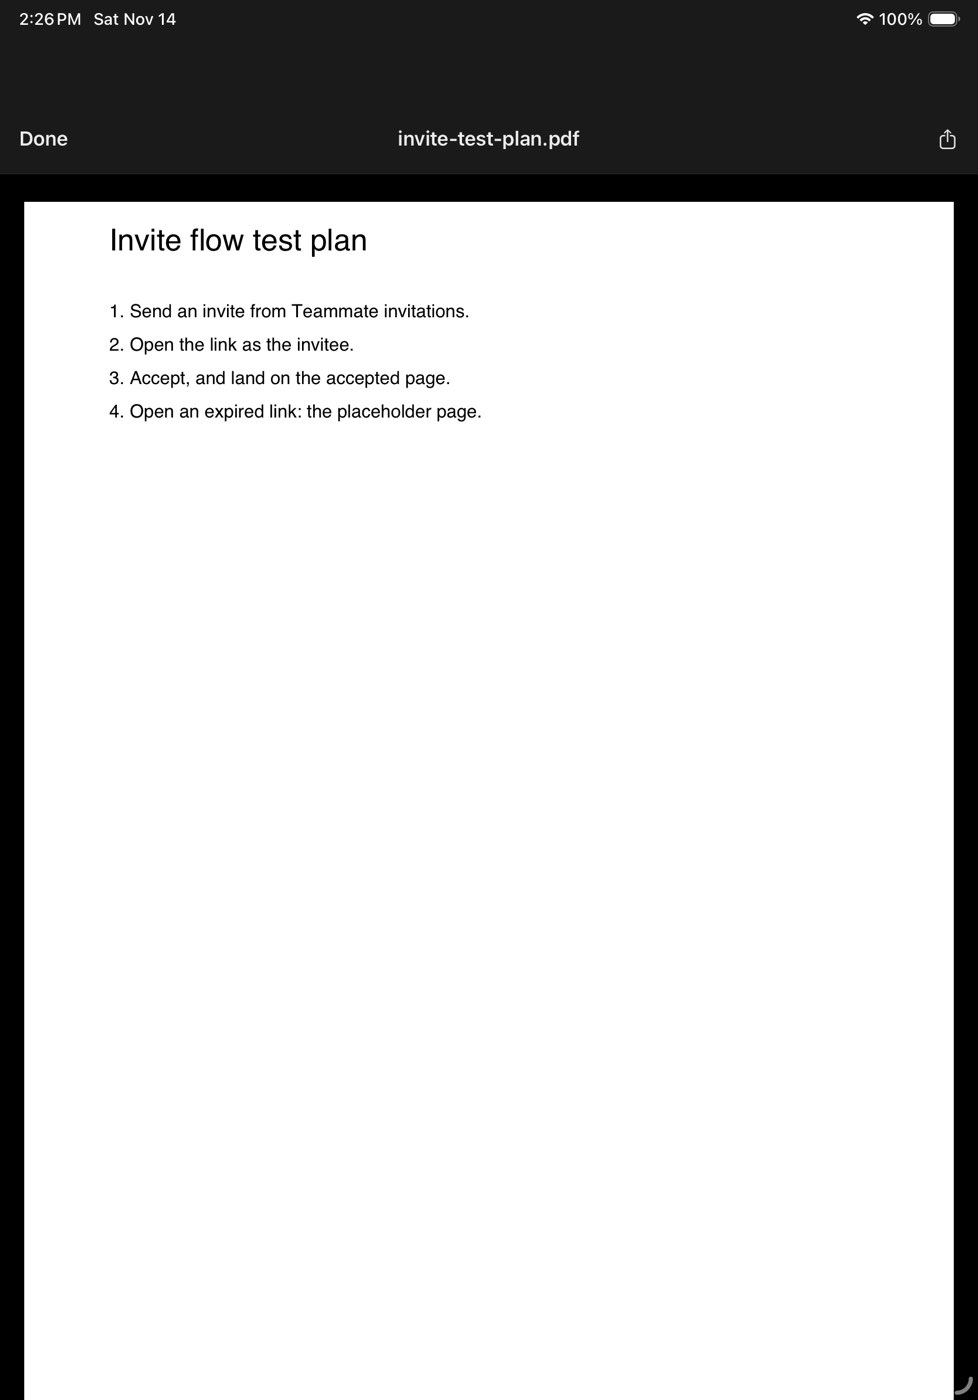 2:26 PM Sat Nov 14
100%
Done
invite-test-plan.pdf
Invite flow test plan
1. Send an invite from Teammate invitations.
2. Open the link as the invitee.
3. Accept, and land on the accepted page.
4. Open an expired link: the placeholder page.